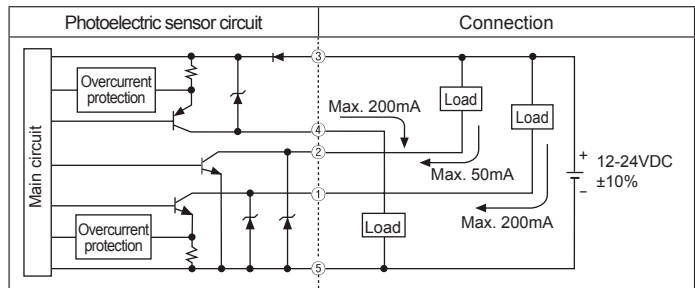 Photoelectric sensor circuit
Connection
Main circuit
Overcurrent
protection
③
Max. 200mA
Load
Load
④
②
Max. 50mA
+ 12-24VDC
±10%
−
①
Max. 200mA
Overcurrent
protection
Load
⑤